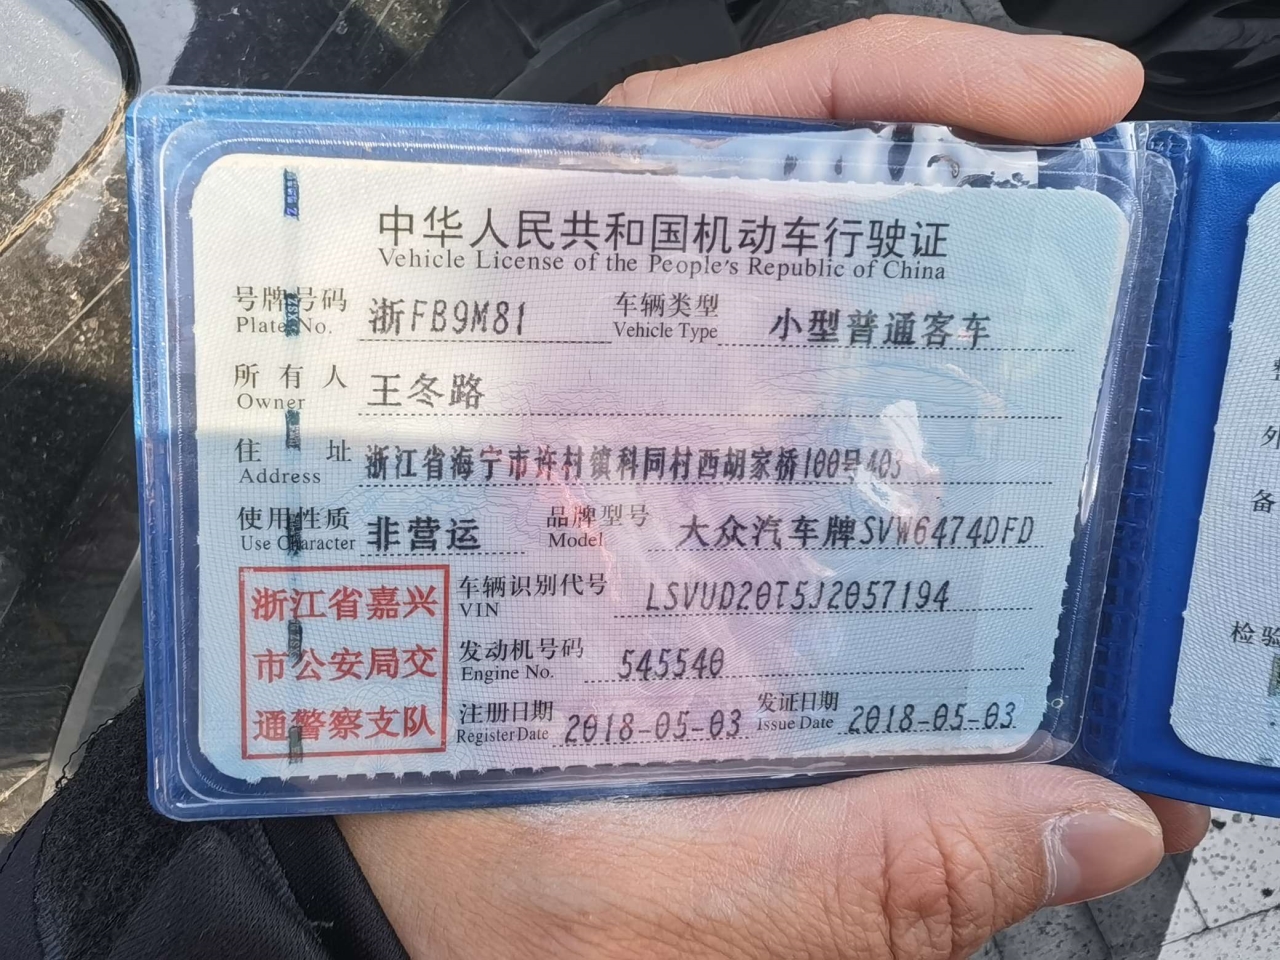 中华人民共和国机动车行驶证
Vehicle License of the People's Republic of China
号牌号码 浙FB9M81 车辆类型 小型普通客车
Plate No. Vehicle Type
所有人 王冬路
Owner
住址 浙江省海宁市许村镇科同村西胡家桥100号403
Address
使用性质 非营运 品牌型号 大众汽车牌SVW6474DFD
Use Character Model
浙江省嘉兴
市公安局交
通警察支队
车辆识别代号 LSVUD20T5J2057194
VIN
发动机号码 545540
Engine No.
注册日期 2018-05-03 发证日期 2018-05-03
Register Date Issue Date
外
备
检验